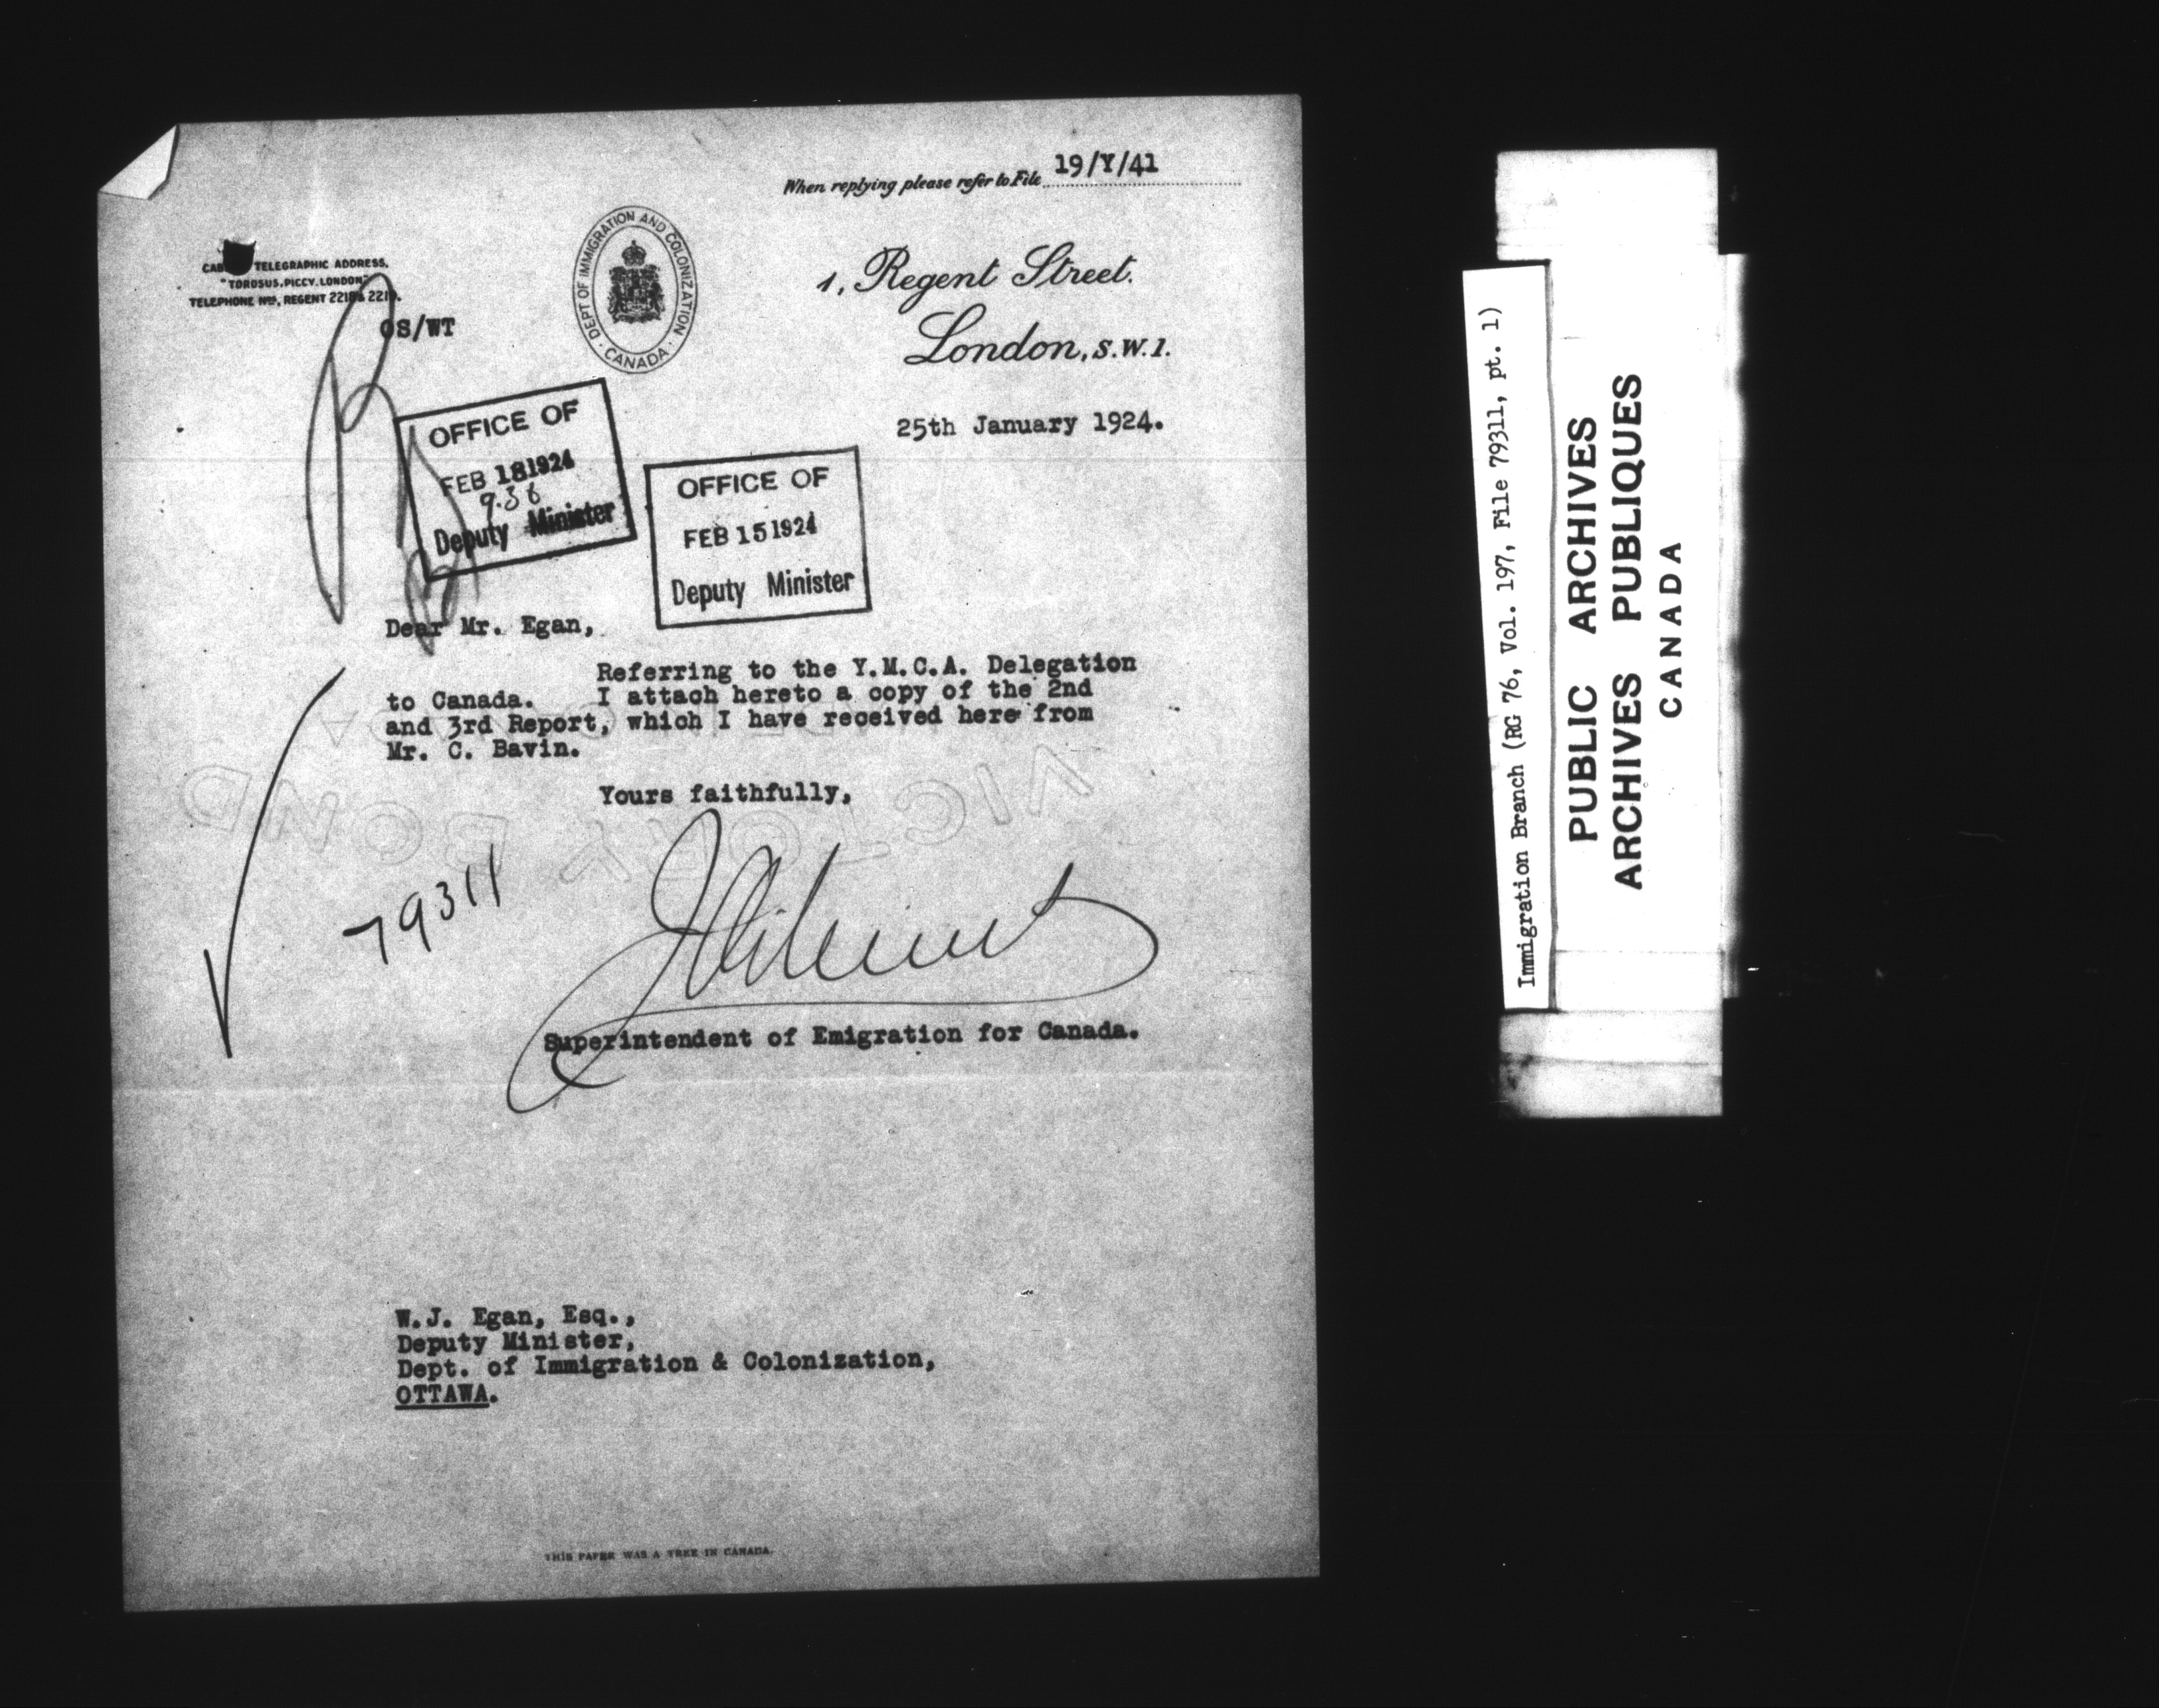 When replying please refer to File 19/Y/41
TELEGRAPHIC ADDRESS,
"TOROSUS, PICCY. LONDON"
TELEPHONE Nos, REGENT
OS/WT
DEPT OF IMMIGRATION AND COLONIZATION
· CANADA ·
1, Regent Street.
London, S.W.1.
25th January 1924.
OFFICE OF
FEB 18 1924
9.36
Deputy Minister
OFFICE OF
FEB 15 1924
Deputy Minister
Dear Mr. Egan,
Referring to the Y.M.C.A. Delegation
to Canada. I attach hereto a copy of the 2nd
and 3rd Report, which I have received here from
Mr. C. Bavin.
VICTORY BOND
Yours faithfully,
79311
Superintendent of Emigration for Canada.
W.J. Egan, Esq.,
Deputy Minister,
Dept. of Immigration & Colonization,
OTTAWA.
THIS PAPER WAS A TREE IN CANADA.
Immigration Branch (RG 76, Vol. 197, File 79311, pt. 1)
PUBLIC ARCHIVES
ARCHIVES PUBLIQUES
CANADA